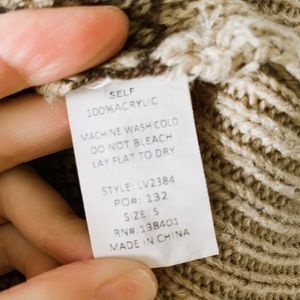 SELF
100%ACRYLIC
MACHINE WASH COLD
DO NOT BLEACH
LAY FLAT TO DRY
STYLE: LV2384
PO#: 132
SIZE: S
RN#.138401
MADE IN CHINA